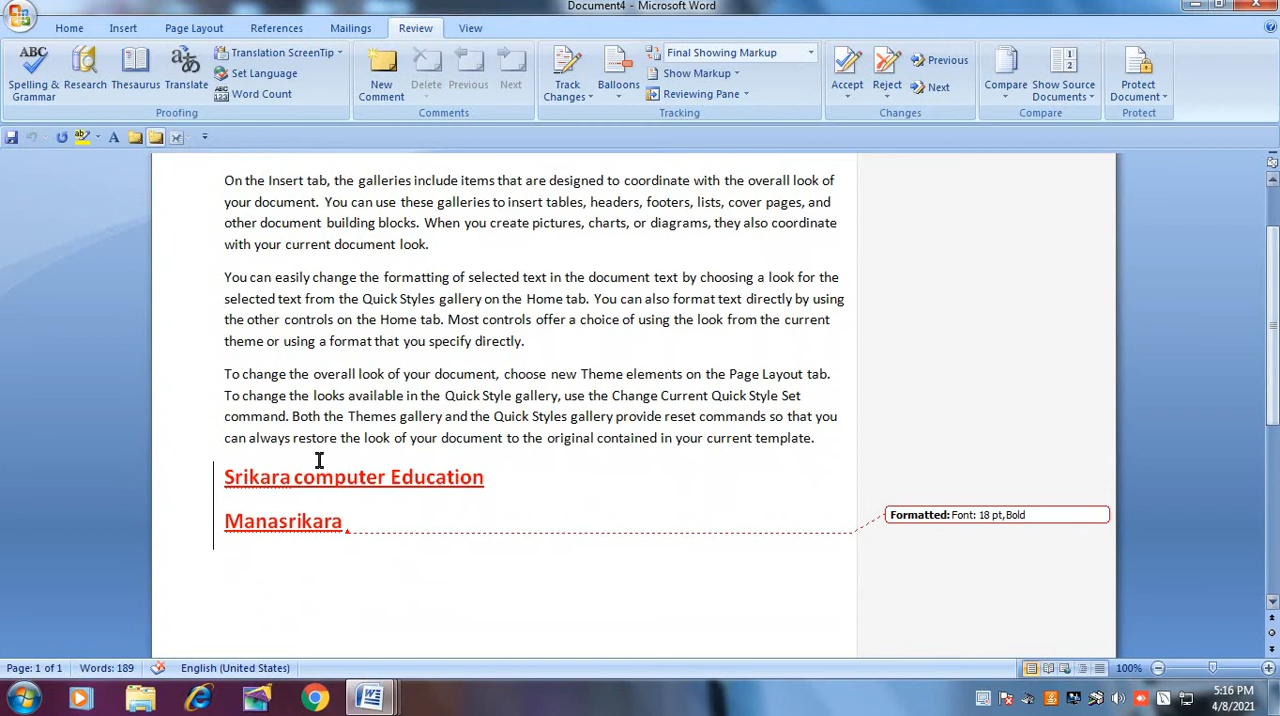 Document4 - Microsoft Word
Home Insert Page Layout References Mailings Review View
ABC
Spelling & Grammar
Research
Thesaurus
Translate
Translation ScreenTip
Set Language
ABC 123 Word Count
Proofing
New Comment
Delete
Previous
Next
Comments
Track Changes
Balloons
Final Showing Markup
Show Markup
Reviewing Pane
Tracking
Accept
Reject
Previous
Next
Changes
Compare
Show Source Documents
Compare
Protect Document
Protect
On the Insert tab, the galleries include items that are designed to coordinate with the overall look of
your document. You can use these galleries to insert tables, headers, footers, lists, cover pages, and
other document building blocks. When you create pictures, charts, or diagrams, they also coordinate
with your current document look.
You can easily change the formatting of selected text in the document text by choosing a look for the
selected text from the Quick Styles gallery on the Home tab. You can also format text directly by using
the other controls on the Home tab. Most controls offer a choice of using the look from the current
theme or using a format that you specify directly.
To change the overall look of your document, choose new Theme elements on the Page Layout tab.
To change the looks available in the Quick Style gallery, use the Change Current Quick Style Set
command. Both the Themes gallery and the Quick Styles gallery provide reset commands so that you
can always restore the look of your document to the original contained in your current template.
Srikara computer Education
Manasrikara
Formatted: Font: 18 pt, Bold
Page: 1 of 1 Words: 189 English (United States) 100%
5:16 PM
4/8/2021